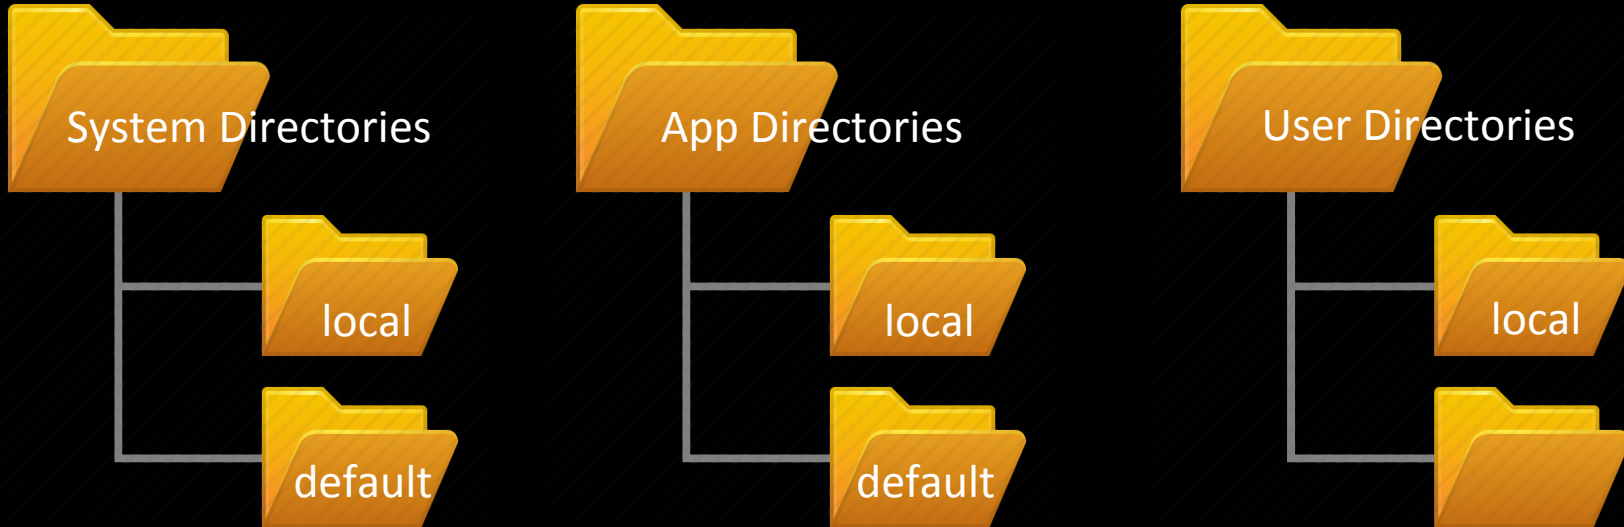 System Directories
local
default
App Directories
local
default
User Directories
local